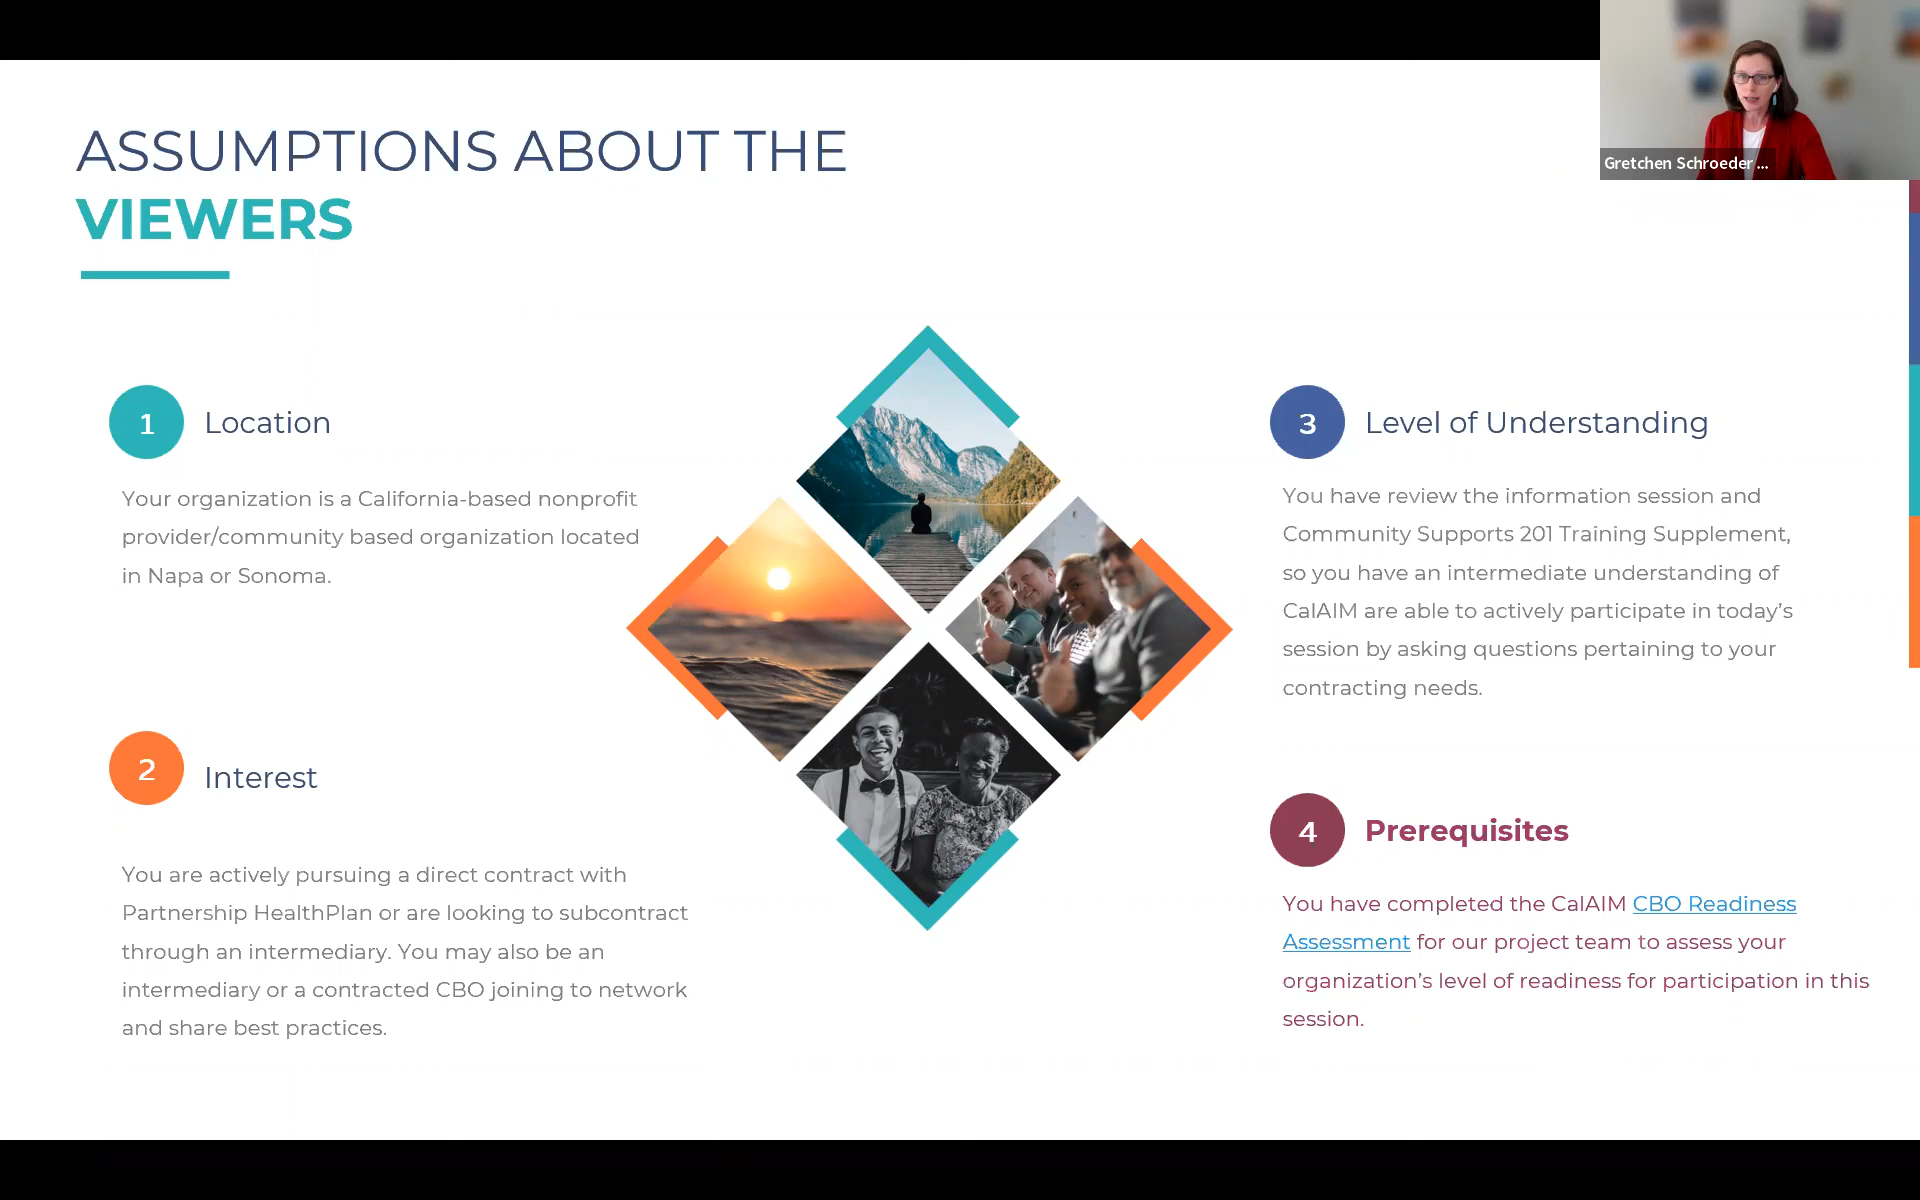 Gretchen Schroeder ...
ASSUMPTIONS ABOUT THE
VIEWERS
1
Location
Your organization is a California-based nonprofit
provider/community based organization located
in Napa or Sonoma.
2
Interest
You are actively pursuing a direct contract with
Partnership HealthPlan or are looking to subcontract
through an intermediary. You may also be an
intermediary or a contracted CBO joining to network
and share best practices.
3
Level of Understanding
You have review the information session and
Community Supports 201 Training Supplement,
so you have an intermediate understanding of
CalAIM are able to actively participate in today's
session by asking questions pertaining to your
contracting needs.
4
Prerequisites
You have completed the CalAIM CBO Readiness
Assessment for our project team to assess your
organization's level of readiness for participation in this
session.